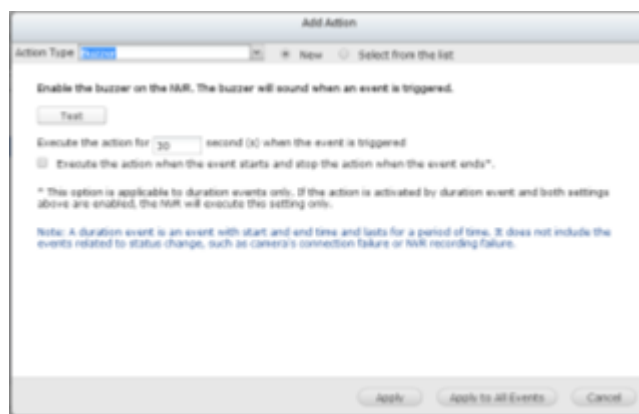 Add Action
Action Type Buzzer New Select from the list
Enable the buzzer on the NVR. The buzzer will sound when an event is triggered.
Test
Execute the action for 30 second (s) when the event is triggered
Execute the action when the event starts and stop the action when the event ends*.
* This option is applicable to duration events only. If the action is activated by duration event and both settings
above are enabled, the NVR will execute this setting only.
Note: A duration event is an event with start and end time and lasts for a period of time. It does not include the
events related to status change, such as camera's connection failure or NVR recording failure.
Apply Apply to All Events Cancel